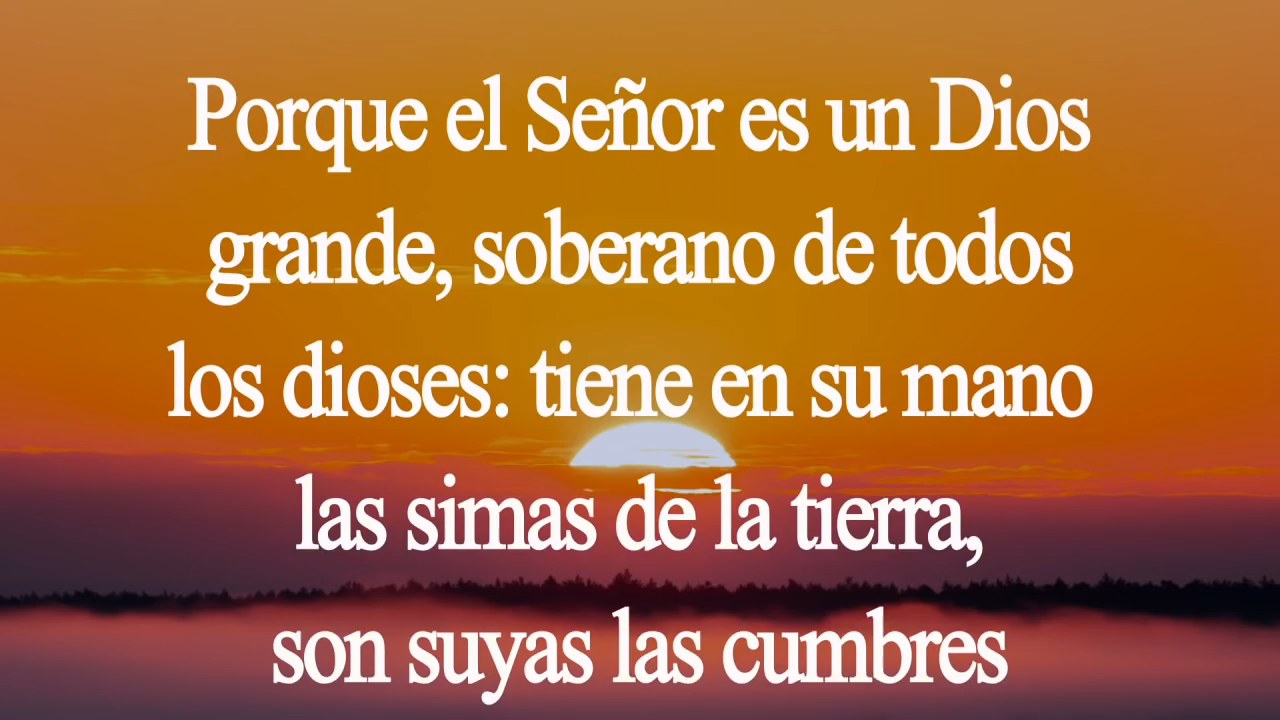 Porque el Señor es un Dios
grande, soberano de todos
los dioses: tiene en su mano
las simas de la tierra,
son suyas las cumbres